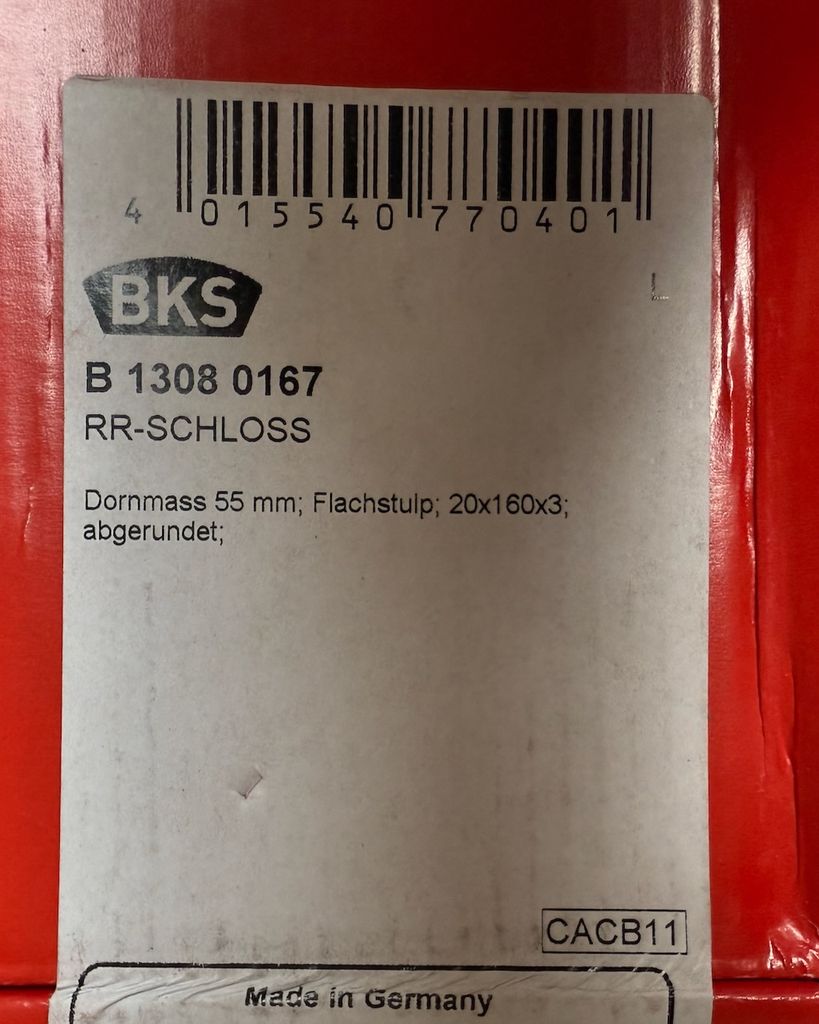 4 015540 770401
BKS
L
B 1308 0167
RR-SCHLOSS
Dornmass 55 mm; Flachstulp; 20x160x3;
abgerundet;
CACB11
Made in Germany